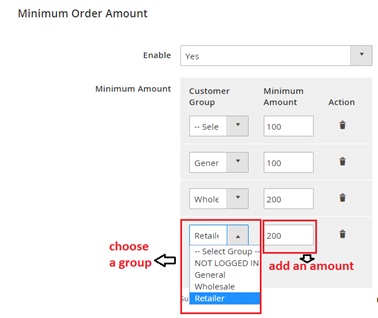 Minimum Order Amount
Enable Yes
Minimum Amount
Customer Group Minimum Amount Action
-- Sele 100
Gener 100
Whole 200
Retaile 200
-- Select Group --
NOT LOGGED IN
General
Wholesale
Retailer
choose
a group
add an amount